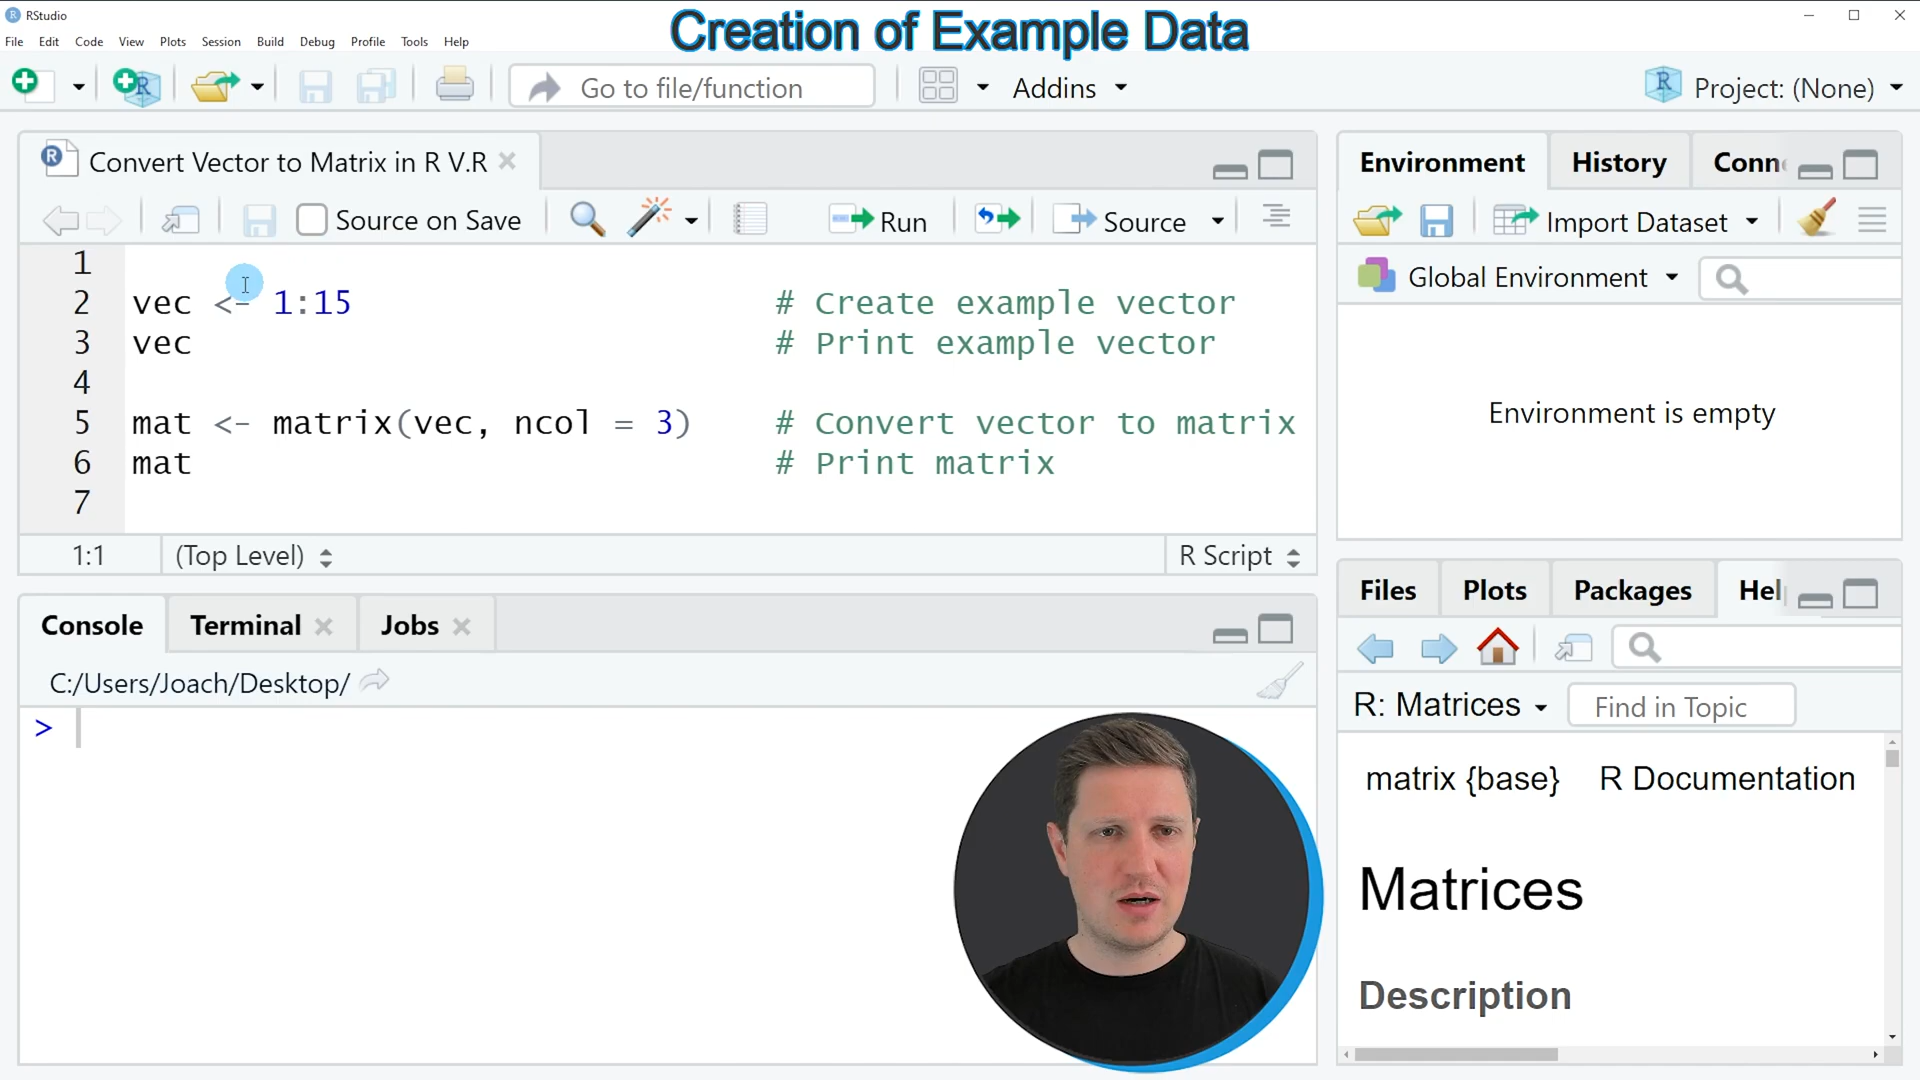 RStudio
Creation of Example Data
File Edit Code View Plots Session Build Debug Profile Tools Help
Go to file/function Addins Project: (None)
Convert Vector to Matrix in R V.R
Source on Save Run Source
1
2 vec <- 1:15 # Create example vector
3 vec # Print example vector
4
5 mat <- matrix(vec, ncol = 3) # Convert vector to matrix
6 mat # Print matrix
7
1:1 (Top Level) R Script
Console Terminal Jobs
C:/Users/Joach/Desktop/
>
Environment History Conn
Import Dataset
Global Environment
Environment is empty
Files Plots Packages Hel
R: Matrices Find in Topic
matrix {base} R Documentation
Matrices
Description